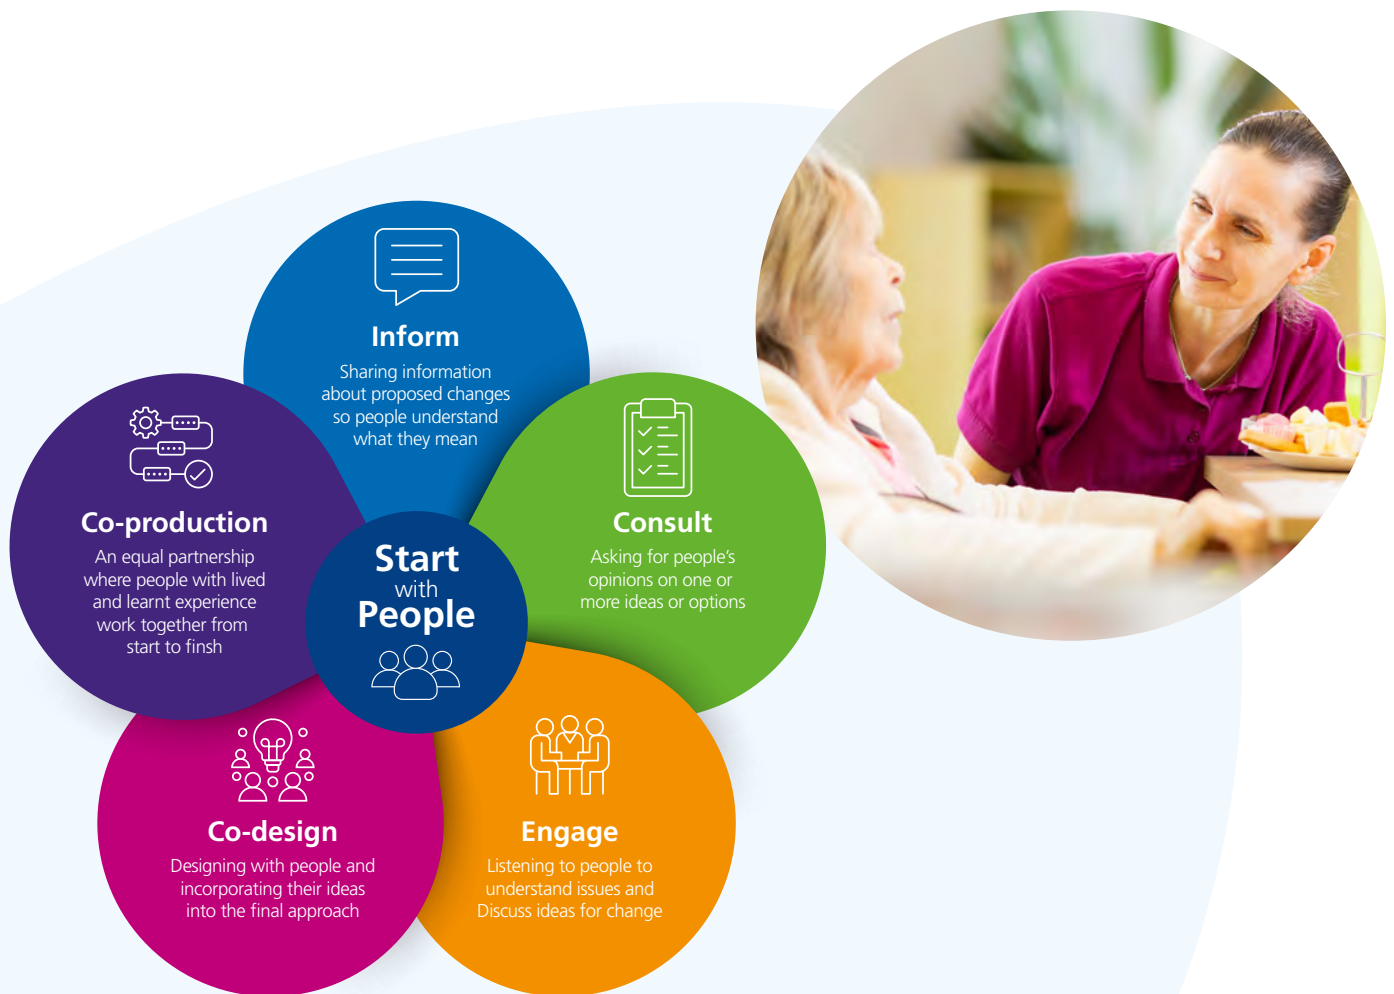 Inform
Sharing information
about proposed changes
so people understand
what they mean
Consult
Asking for people's
opinions on one or
more ideas or options
Engage
Listening to people to
understand issues and
Discuss ideas for change
Co-design
Designing with people and
incorporating their ideas
into the final approach
Co-production
An equal partnership
where people with lived
and learnt experience
work together from
start to finsh
Start
with
People